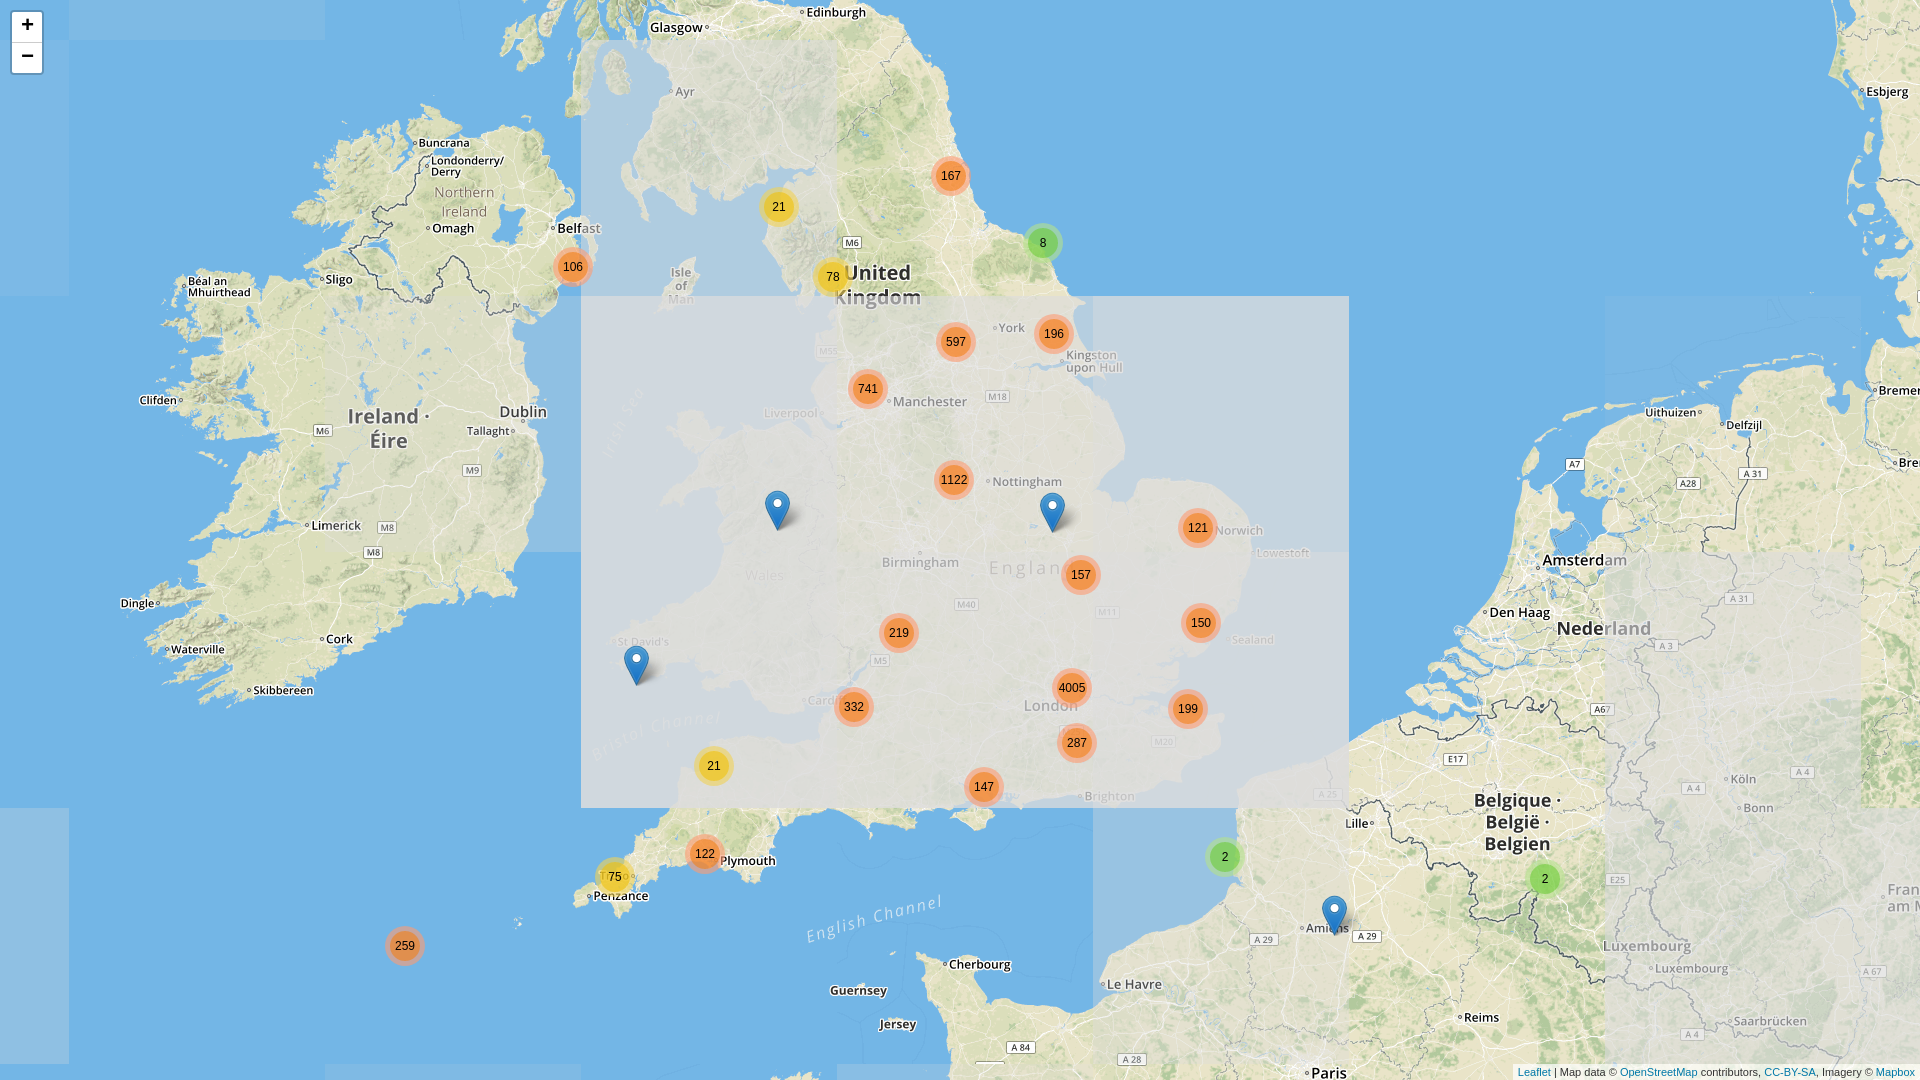 +
−
Edinburgh
Glasgow
Ayr
Esbjerg
Buncrana
Londonderry/
Derry
Northern
Ireland
Omagh
Belfast
167
21
M6
8
106
78
United
Kingdom
Isle
of
Man
Sligo
Béal an
Mhuirthead
York
196
597
Kingston
upon Hull
M55
741
Manchester
M18
Liverpool
Clifden
Ireland ·
Éire
Dublin
Tallaght
M6
M9
Uithuizen
Delfzijl
Bremer
A7
A 31
A28
Bre
1122
Nottingham
Limerick
M8
M8
121
Norwich
Lowestoft
Birmingham
England
157
Wales
M40
M11
Amsterdam
A 31
Den Haag
Nederland
A 3
Dingle
Cork
Waterville
Skibbereen
219
150
Sealand
St David's
M5
4005
London
199
332
287
M20
Bristol Channel
A67
E17
21
147
Brighton
A 25
Köln
A 4
A 4
Bonn
Belgique ·
België ·
Belgien
Lille
122
Plymouth
75
Penzance
2
2
E25
Fran
am M
259
English Channel
Amiens
A 29
A 29
Luxembourg
Luxembourg
A 67
Cherbourg
Le Havre
Guernsey
Jersey
Reims
Saarbrücken
A 4
A 84
A 28
Paris
Leaflet | Map data © OpenStreetMap contributors, CC-BY-SA, Imagery © Mapbox